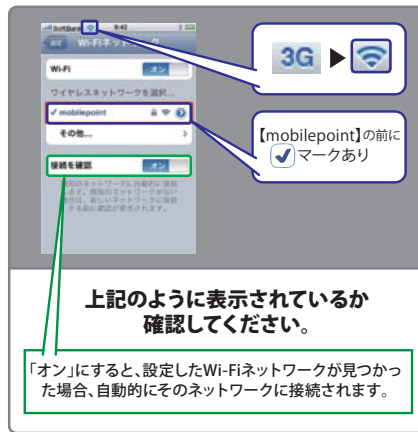 SoftBank 9:42
Wi-Fiネットワーク
Wi-Fi オン
ワイヤレスネットワークを選択...
✓ mobilepoint
その他...
接続を確認 オン
3G ▶
【mobilepoint】の前に
✓マークあり
上記のように表示されているか
確認してください。
「オン」にすると、設定したWi-Fiネットワークが見つかっ
た場合、自動的にそのネットワークに接続されます。